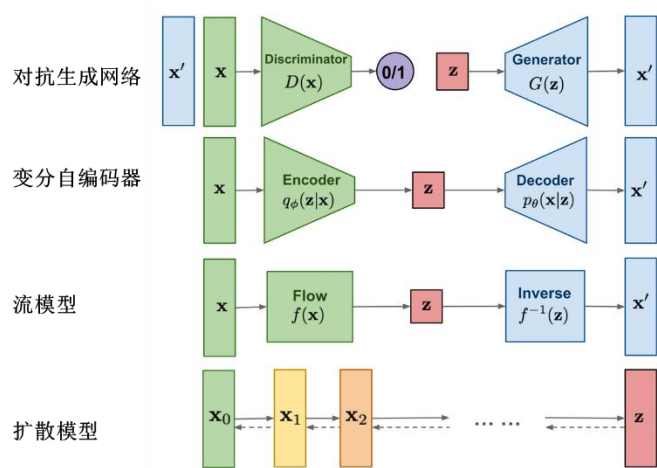 对抗生成网络
x′
x
Discriminator
D(x)
0/1
z
Generator
G(z)
x′
变分自编码器
x
Encoder
qϕ(z|x)
z
Decoder
pθ(x|z)
x′
流模型
x
Flow
f(x)
z
Inverse
f⁻¹(z)
x′
扩散模型
x₀
x₁
x₂
... ...
z